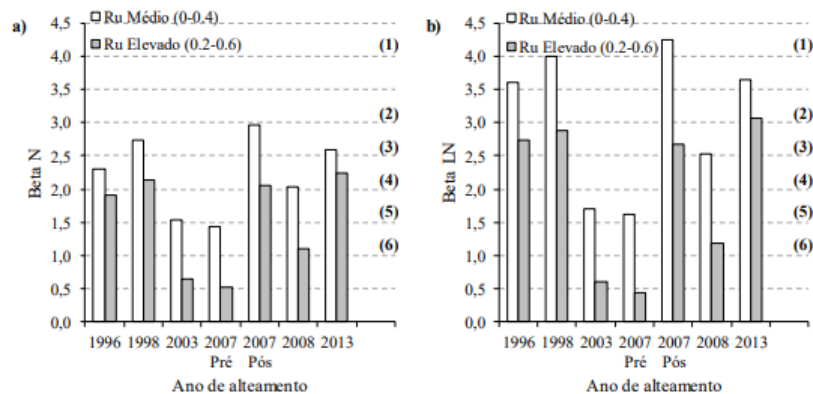 a)
Ru Médio (0-0.4)
Ru Elevado (0.2-0.6)
Beta N
4,5
4,0
3,5
3,0
2,5
2,0
1,5
1,0
0,5
0,0
(1)
(2)
(3)
(4)
(5)
(6)
1996 1998 2003 2007 2007 2008 2013
Pré Pós
Ano de alteamento
b)
Ru Médio (0-0.4)
Ru Elevado (0.2-0.6)
Beta LN
4,5
4,0
3,5
3,0
2,5
2,0
1,5
1,0
0,5
0,0
(1)
(2)
(3)
(4)
(5)
(6)
1996 1998 2003 2007 2007 2008 2013
Pré Pós
Ano de alteamento